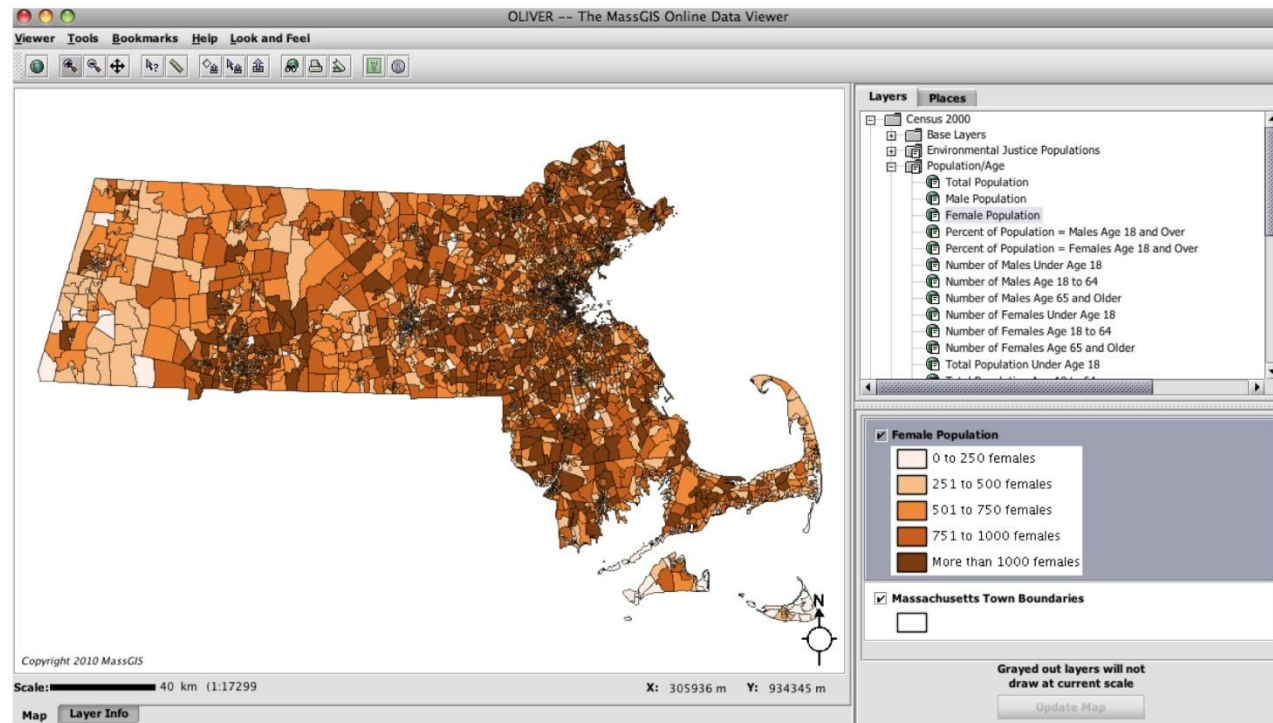 OLIVER -- The MassGIS Online Data Viewer
Viewer Tools Bookmarks Help Look and Feel
Layers Places
Census 2000
Base Layers
Environmental Justice Populations
Population/Age
Total Population
Male Population
Female Population
Percent of Population = Males Age 18 and Over
Percent of Population = Females Age 18 and Over
Number of Males Under Age 18
Number of Males Age 18 to 64
Number of Males Age 65 and Older
Number of Females Under Age 18
Number of Females Age 18 to 64
Number of Females Age 65 and Older
Total Population Under Age 18
Female Population
0 to 250 females
251 to 500 females
501 to 750 females
751 to 1000 females
More than 1000 females
Massachusetts Town Boundaries
N
Copyright 2010 MassGIS
Scale: 40 km (1:17299
X: 305936 m Y: 934345 m
Map Layer Info
Grayed out layers will not
draw at current scale
Update Map